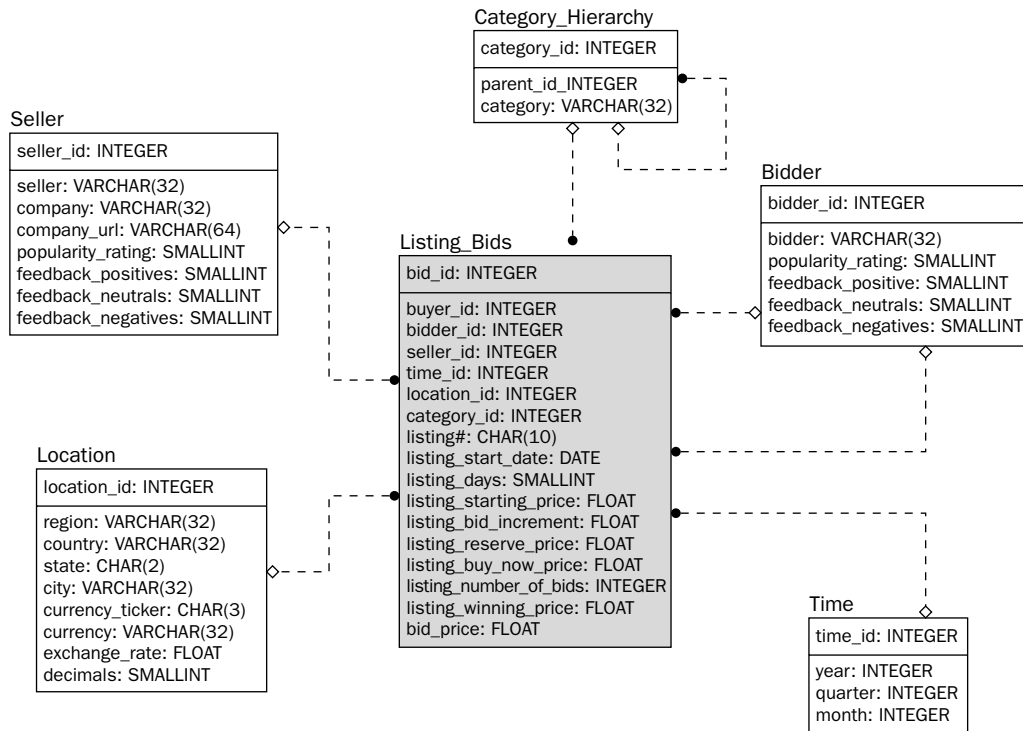 Category_Hierarchy
category_id: INTEGER
parent_id_INTEGER
category: VARCHAR(32)
Seller
seller_id: INTEGER
seller: VARCHAR(32)
company: VARCHAR(32)
company_url: VARCHAR(64)
popularity_rating: SMALLINT
feedback_positives: SMALLINT
feedback_neutrals: SMALLINT
feedback_negatives: SMALLINT
Bidder
bidder_id: INTEGER
bidder: VARCHAR(32)
popularity_rating: SMALLINT
feedback_positive: SMALLINT
feedback_neutrals: SMALLINT
feedback_negatives: SMALLINT
Listing_Bids
bid_id: INTEGER
buyer_id: INTEGER
bidder_id: INTEGER
seller_id: INTEGER
time_id: INTEGER
location_id: INTEGER
category_id: INTEGER
listing#: CHAR(10)
listing_start_date: DATE
listing_days: SMALLINT
listing_starting_price: FLOAT
listing_bid_increment: FLOAT
listing_reserve_price: FLOAT
listing_buy_now_price: FLOAT
listing_number_of_bids: INTEGER
listing_winning_price: FLOAT
bid_price: FLOAT
Location
location_id: INTEGER
region: VARCHAR(32)
country: VARCHAR(32)
state: CHAR(2)
city: VARCHAR(32)
currency_ticker: CHAR(3)
currency: VARCHAR(32)
exchange_rate: FLOAT
decimals: SMALLINT
Time
time_id: INTEGER
year: INTEGER
quarter: INTEGER
month: INTEGER